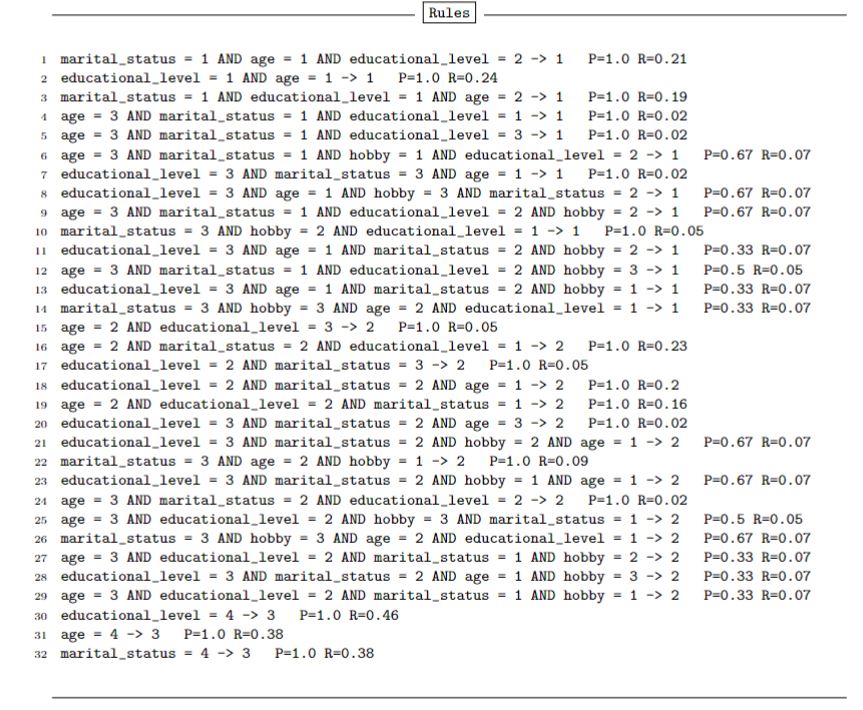 Rules
1 marital_status = 1 AND age = 1 AND educational_level = 2 -> 1 P=1.0 R=0.21
2 educational_level = 1 AND age = 1 -> 1 P=1.0 R=0.24
3 marital_status = 1 AND educational_level = 1 AND age = 2 -> 1 P=1.0 R=0.19
4 age = 3 AND marital_status = 1 AND educational_level = 1 -> 1 P=1.0 R=0.02
5 age = 3 AND marital_status = 1 AND educational_level = 3 -> 1 P=1.0 R=0.02
6 age = 3 AND marital_status = 1 AND hobby = 1 AND educational_level = 2 -> 1 P=0.67 R=0.07
7 educational_level = 3 AND marital_status = 3 AND age = 1 -> 1 P=1.0 R=0.02
8 educational_level = 3 AND age = 1 AND hobby = 3 AND marital_status = 2 -> 1 P=0.67 R=0.07
9 age = 3 AND marital_status = 1 AND educational_level = 2 AND hobby = 2 -> 1 P=0.67 R=0.07
10 marital_status = 3 AND hobby = 2 AND educational_level = 1 -> 1 P=1.0 R=0.05
11 educational_level = 3 AND age = 1 AND marital_status = 2 AND hobby = 2 -> 1 P=0.33 R=0.07
12 age = 3 AND marital_status = 1 AND educational_level = 2 AND hobby = 3 -> 1 P=0.5 R=0.05
13 educational_level = 3 AND age = 1 AND marital_status = 2 AND hobby = 1 -> 1 P=0.33 R=0.07
14 marital_status = 3 AND hobby = 3 AND age = 2 AND educational_level = 1 -> 1 P=0.33 R=0.07
15 age = 2 AND educational_level = 3 -> 2 P=1.0 R=0.05
16 age = 2 AND marital_status = 2 AND educational_level = 1 -> 2 P=1.0 R=0.23
17 educational_level = 2 AND marital_status = 3 -> 2 P=1.0 R=0.05
18 educational_level = 2 AND marital_status = 2 AND age = 1 -> 2 P=1.0 R=0.2
19 age = 2 AND educational_level = 2 AND marital_status = 1 -> 2 P=1.0 R=0.16
20 educational_level = 3 AND marital_status = 2 AND age = 3 -> 2 P=1.0 R=0.02
21 educational_level = 3 AND marital_status = 2 AND hobby = 2 AND age = 1 -> 2 P=0.67 R=0.07
22 marital_status = 3 AND age = 2 AND hobby = 1 -> 2 P=1.0 R=0.09
23 educational_level = 3 AND marital_status = 2 AND hobby = 1 AND age = 1 -> 2 P=0.67 R=0.07
24 age = 3 AND marital_status = 2 AND educational_level = 2 -> 2 P=1.0 R=0.02
25 age = 3 AND educational_level = 2 AND hobby = 3 AND marital_status = 1 -> 2 P=0.5 R=0.05
26 marital_status = 3 AND hobby = 3 AND age = 2 AND educational_level = 1 -> 2 P=0.67 R=0.07
27 age = 3 AND educational_level = 2 AND marital_status = 1 AND hobby = 2 -> 2 P=0.33 R=0.07
28 educational_level = 3 AND marital_status = 2 AND age = 1 AND hobby = 3 -> 2 P=0.33 R=0.07
29 age = 3 AND educational_level = 2 AND marital_status = 1 AND hobby = 1 -> 2 P=0.33 R=0.07
30 educational_level = 4 -> 3 P=1.0 R=0.46
31 age = 4 -> 3 P=1.0 R=0.38
32 marital_status = 4 -> 3 P=1.0 R=0.38